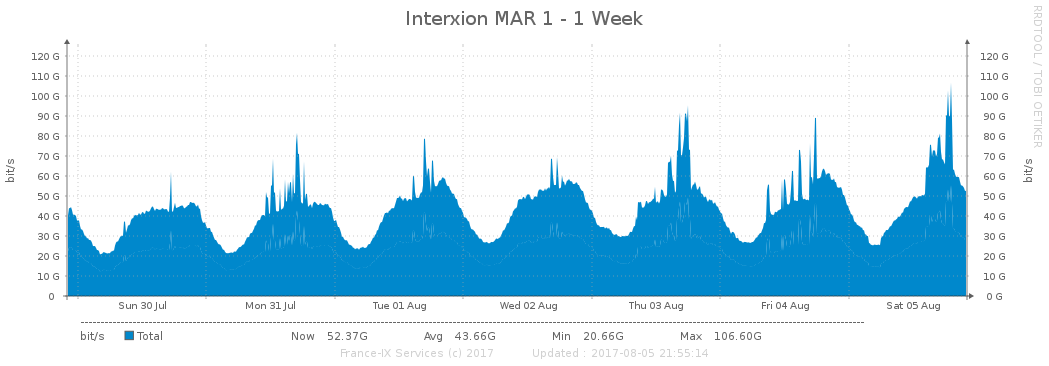 Interxion MAR 1 - 1 Week
RRDTOOL / TOBI OETIKER
bit/s
120 G 120 G
110 G 110 G
100 G 100 G
90 G 90 G
80 G 80 G
70 G 70 G
60 G 60 G
50 G 50 G
40 G 40 G
30 G 30 G
20 G 20 G
10 G 10 G
0 0 G
bit/s
Sun 30 Jul Mon 31 Jul Tue 01 Aug Wed 02 Aug Thu 03 Aug Fri 04 Aug Sat 05 Aug
bit/s Total Now 52.37G Avg 43.66G Min 20.66G Max 106.60G
France-IX Services (c) 2017 Updated : 2017-08-05 21:55:14